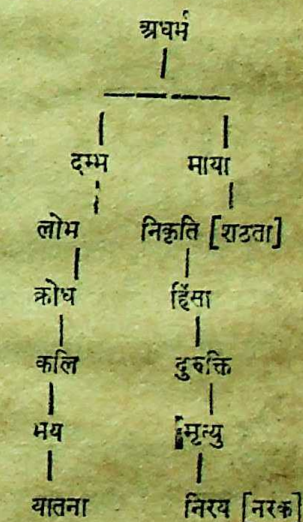 अधर्म
दम्भ माया
लोभ निकृति [शठता]
क्रोध हिंसा
कलि दुरुक्ति
भय मृत्यु
यातना निरय [नरक]